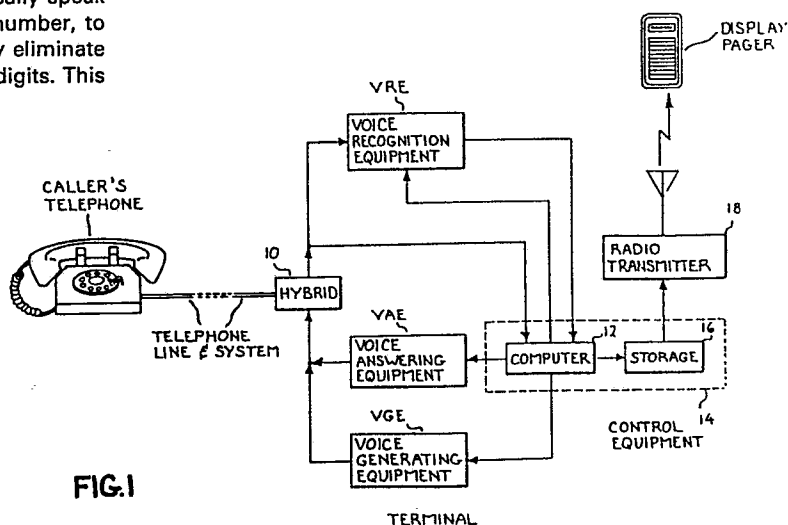 number, to
eliminate
digits. This
DISPLAY
PAGER
VRE
VOICE
RECOGNITION
EQUIPMENT
CALLER'S
TELEPHONE
18
RADIO
TRANSMITTER
10
HYBRID
TELEPHONE
LINE & SYSTEM
VAE
VOICE
ANSWERING
EQUIPMENT
12
COMPUTER
16
STORAGE
14
CONTROL
EQUIPMENT
VGE
VOICE
GENERATING
EQUIPMENT
FIG.1
TERMINAL